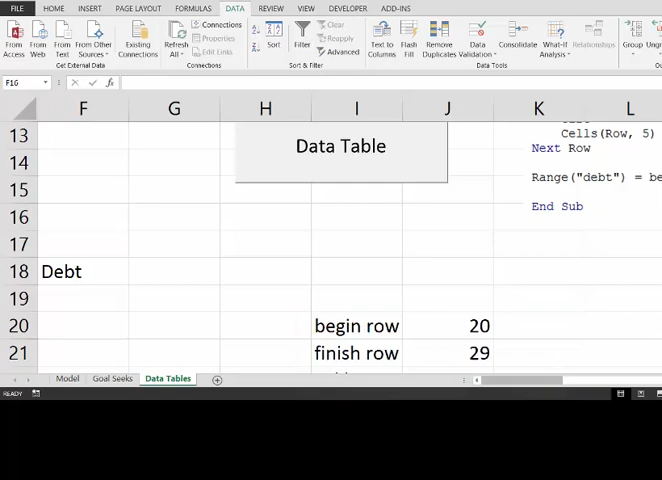 FILE HOME INSERT PAGE LAYOUT FORMULAS DATA REVIEW VIEW DEVELOPER ADD-INS
From Access
From Web
From Text
From Other Sources
Existing Connections
Refresh All
Connections
Properties
Edit Links
Sort
Filter
Clear
Reapply
Advanced
Text to Columns
Flash Fill
Remove Duplicates
Data Validation
Consolidate
What-If Analysis
Relationships
Group
Get External Data Connections Sort & Filter Data Tools
F16 fx
F G H I J K L
13 Cells(Row, 5)
Data Table
14 Next Row
15 Range("debt") = be
16 End Sub
17
18 Debt
19
20 begin row 20
21 finish row 29
Model Goal Seeks Data Tables
READY